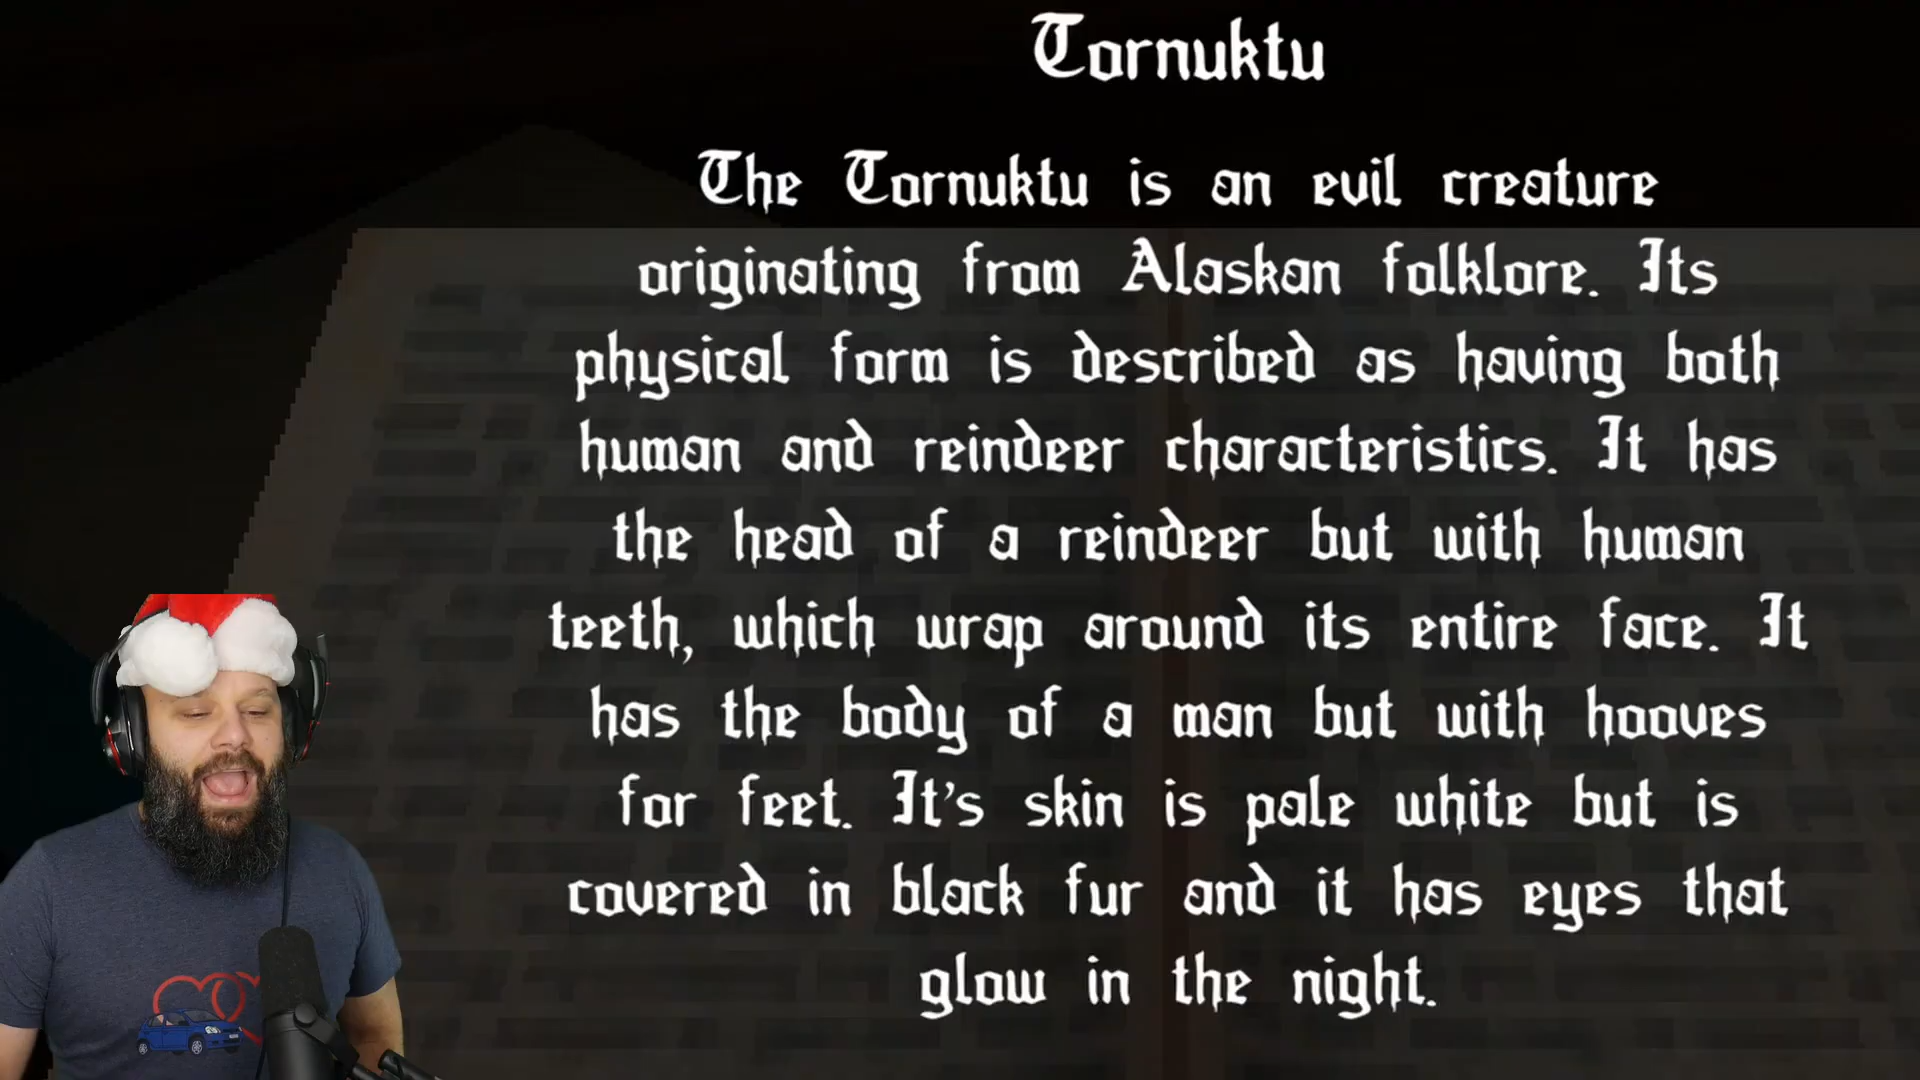 Tornuktu
The Tornuktu is an evil creature
originating from Alaskan folklore. Its
physical form is described as having both
human and reindeer characteristics. It has
the head of a reindeer but with human
teeth, which wrap around its entire face. It
has the body of a man but with hooves
for feet. It's skin is pale white but is
covered in black fur and it has eyes that
glow in the night.